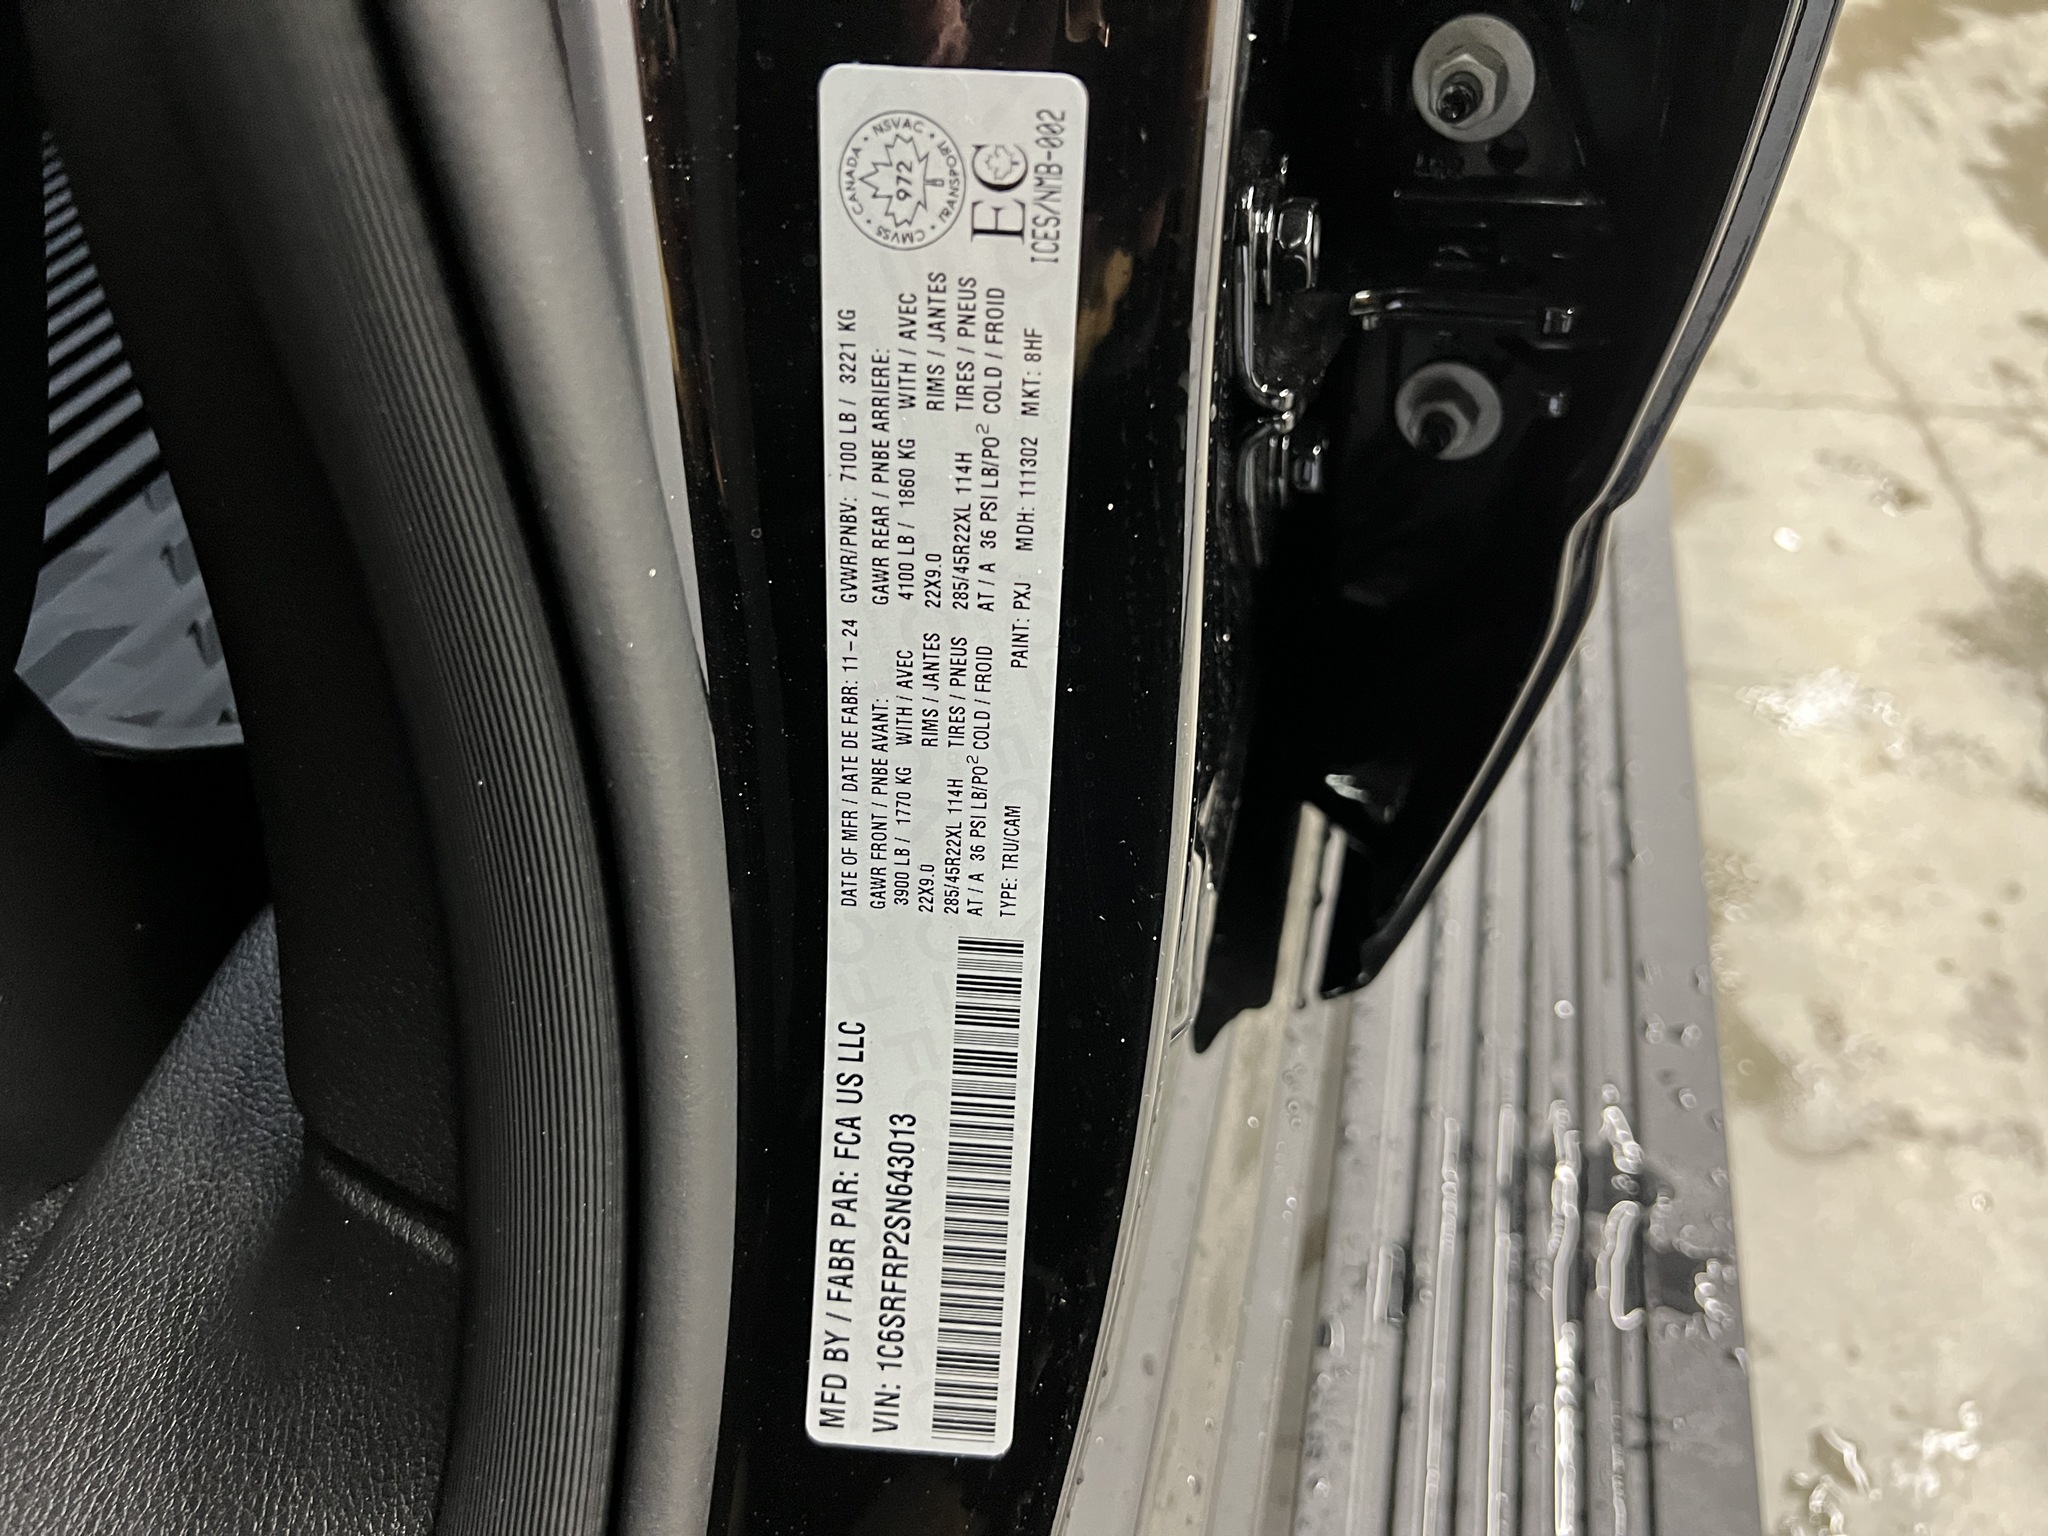 MFD BY / FABR PAR: FCA US LLC
VIN: 1C6SRFRP2SN643013
DATE OF MFR / DATE DE FABR: 11-24 GVWR/PNBV: 7100 LB / 3221 KG
GAWR FRONT / PNBE AVANT: GAWR REAR / PNBE ARRIERE:
3900 LB / 1770 KG WITH / AVEC 4100 LB / 1860 KG WITH / AVEC
22X9.0 RIMS / JANTES 22X9.0 RIMS / JANTES
285/45R22XL 114H TIRES / PNEUS 285/45R22XL 114H TIRES / PNEUS
AT / A 36 PSI LB/PO² COLD / FROID AT / A 36 PSI LB/PO² COLD / FROID
TYPE: TRU/CAM PAINT: PXJ MDH: 111302 MKT: 8HF
CANADA • NSVAC • TRANSPORT • CMVSS
972
EC
ICES/NMB-002